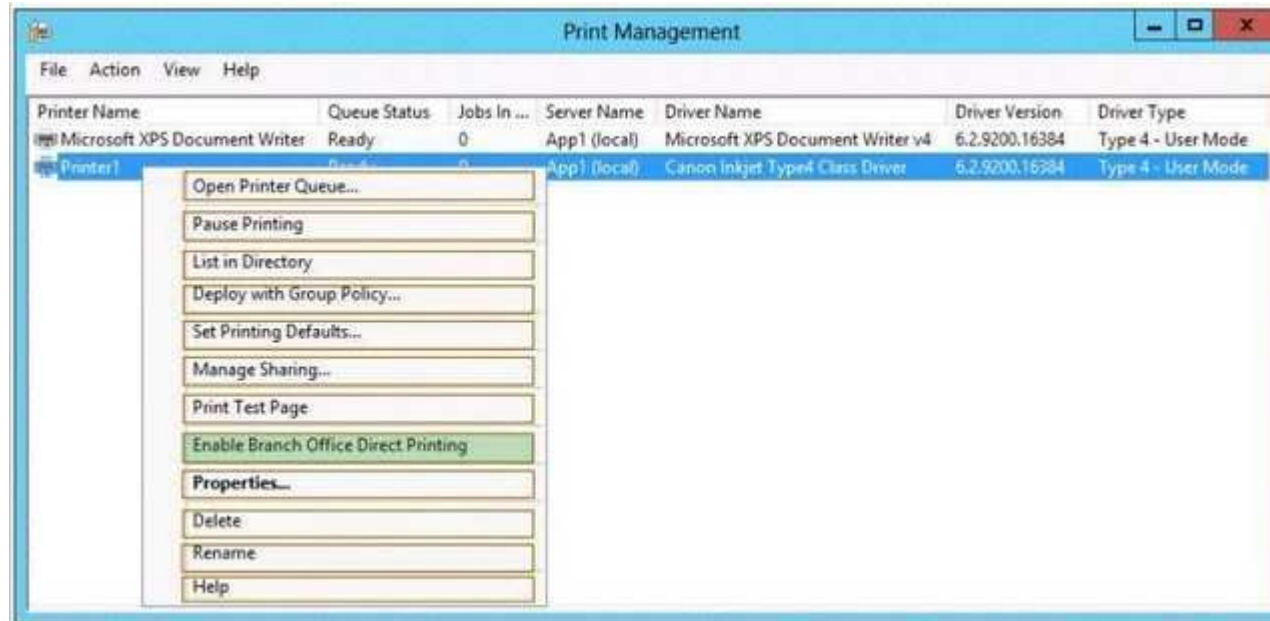 Print Management
File Action View Help
Printer Name Queue Status Jobs In ... Server Name Driver Name Driver Version Driver Type
Microsoft XPS Document Writer Ready 0 App1 (local) Microsoft XPS Document Writer v4 6.2.9200.16384 Type 4 - User Mode
Printer1 Ready 0 App1 (local) Canon Inkjet Type4 Class Driver 6.2.9200.16384 Type 4 - User Mode
Open Printer Queue...
Pause Printing
List in Directory
Deploy with Group Policy...
Set Printing Defaults...
Manage Sharing...
Print Test Page
Enable Branch Office Direct Printing
Properties...
Delete
Rename
Help